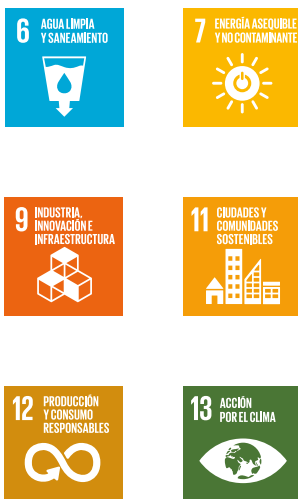 6 AGUA LIMPIA
Y SANEAMIENTO
7 ENERGÍA ASEQUIBLE
Y NO CONTAMINANTE
9 INDUSTRIA,
INNOVACIÓN E
INFRAESTRUCTURA
11 CIUDADES Y
COMUNIDADES
SOSTENIBLES
12 PRODUCCIÓN
Y CONSUMO
RESPONSABLES
13 ACCIÓN
POR EL CLIMA